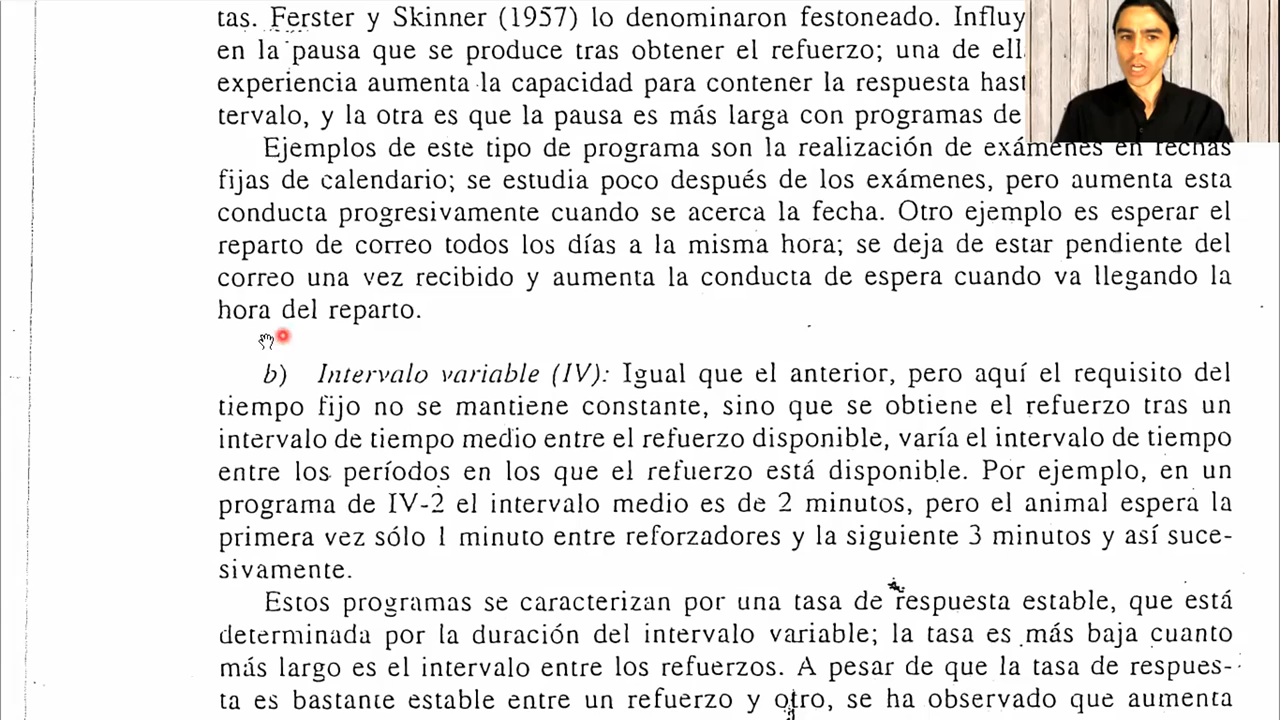 tas. Ferster y Skinner (1957) lo denominaron festoneado. Influy
en la pausa que se produce tras obtener el refuerzo; una de ell
experiencia aumenta la capacidad para contener la respuesta hast
tervalo, y la otra es que la pausa es más larga con programas de
Ejemplos de este tipo de programa son la realización de exámenes en fechas
fijas de calendario; se estudia poco después de los exámenes, pero aumenta esta
conducta progresivamente cuando se acerca la fecha. Otro ejemplo es esperar el
reparto de correo todos los días a la misma hora; se deja de estar pendiente del
correo una vez recibido y aumenta la conducta de espera cuando va llegando la
hora del reparto.
b) Intervalo variable (IV): Igual que el anterior, pero aquí el requisito del
tiempo fijo no se mantiene constante, sino que se obtiene el refuerzo tras un
intervalo de tiempo medio entre el refuerzo disponible, varía el intervalo de tiempo
entre los períodos en los que el refuerzo está disponible. Por ejemplo, en un
programa de IV-2 el intervalo medio es de 2 minutos, pero el animal espera la
primera vez sólo 1 minuto entre reforzadores y la siguiente 3 minutos y así suce-
sivamente.
Estos programas se caracterizan por una tasa de respuesta estable, que está
determinada por la duración del intervalo variable; la tasa es más baja cuanto
más largo es el intervalo entre los refuerzos. A pesar de que la tasa de respues-
ta es bastante estable entre un refuerzo y otro, se ha observado que aumenta